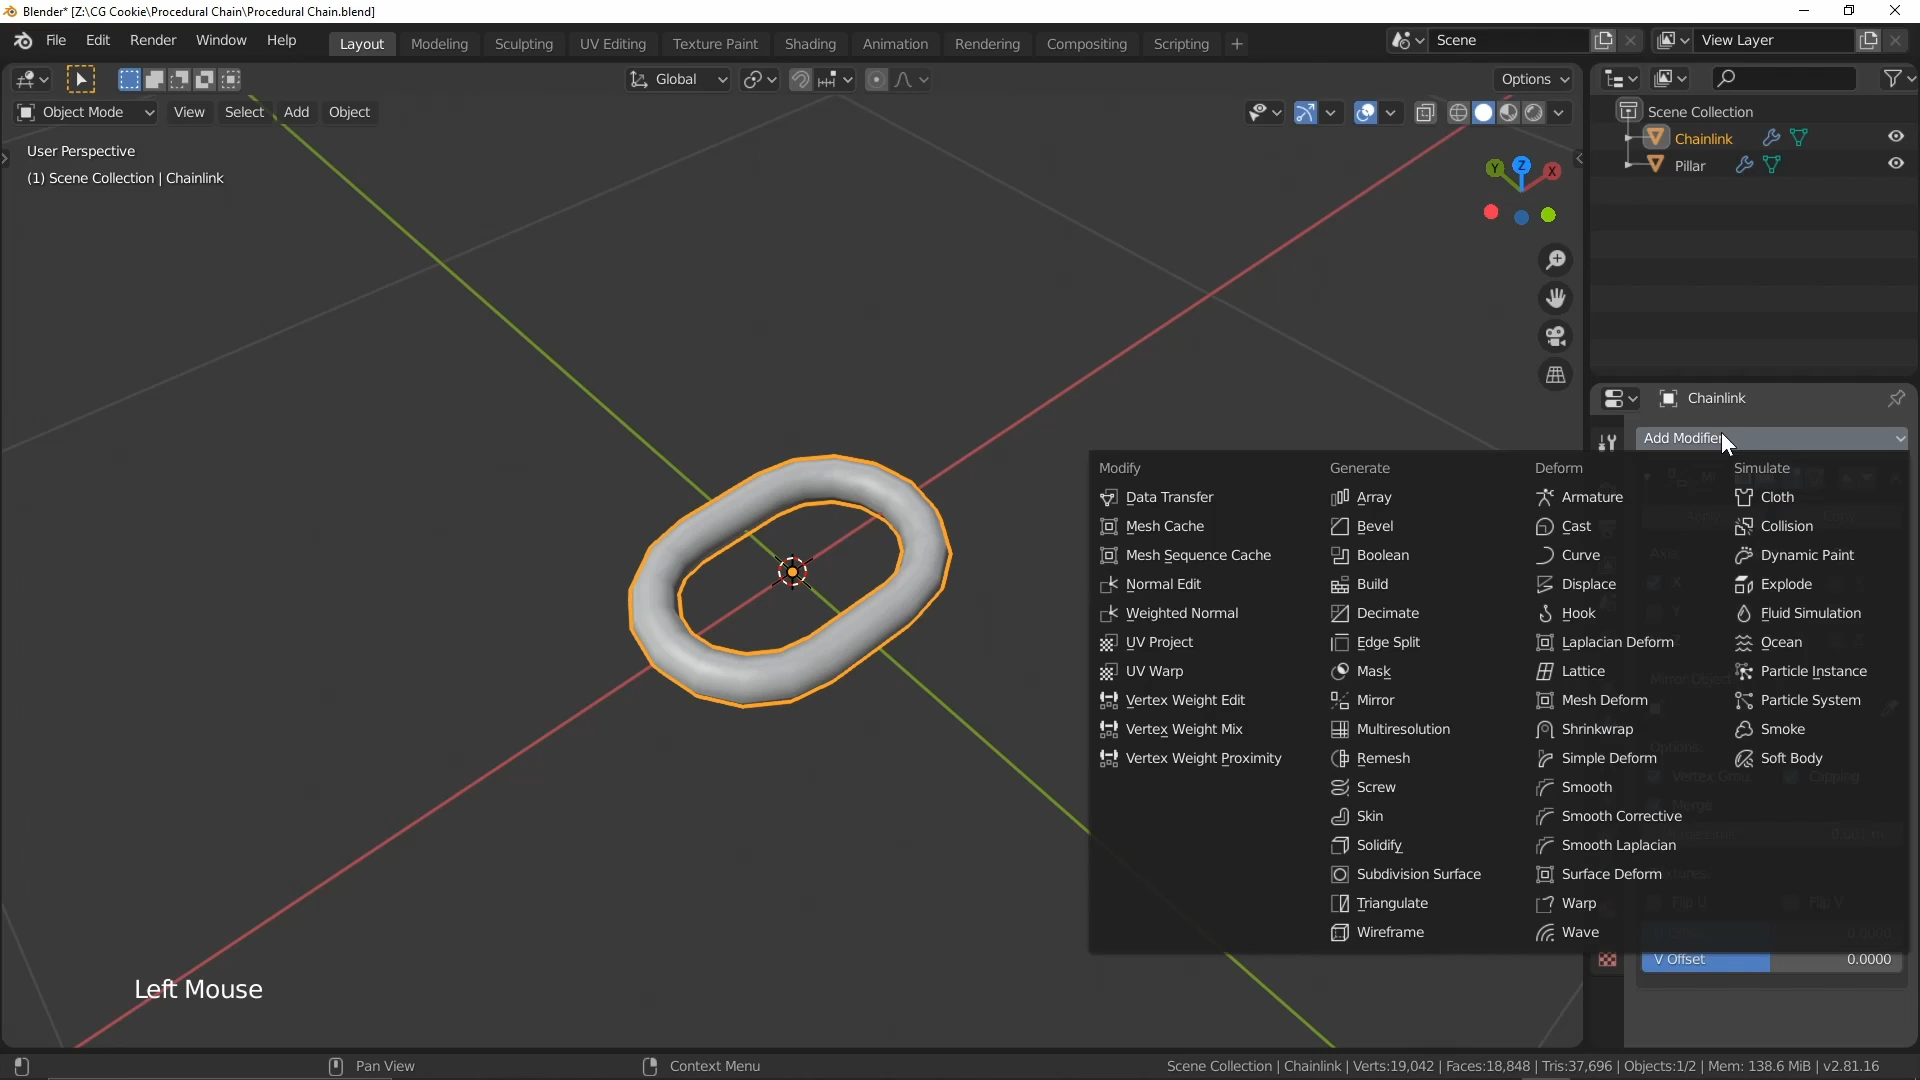 Blender* [Z:\CG Cookie\Procedural Chain\Procedural Chain.blend]
File Edit Render Window Help Layout Modeling Sculpting UV Editing Texture Paint Shading Animation Rendering Compositing Scripting + Scene View Layer
Global Options
Object Mode View Select Add Object
User Perspective
(1) Scene Collection | Chainlink
Y Z X
Scene Collection
Chainlink
Pillar
Chainlink
Add Modifier
Modify Generate Deform Simulate
Data Transfer Array Armature Cloth
Mesh Cache Bevel Cast Collision
Mesh Sequence Cache Boolean Curve Dynamic Paint
Normal Edit Build Displace Explode
Weighted Normal Decimate Hook Fluid Simulation
UV Project Edge Split Laplacian Deform Ocean
UV Warp Mask Lattice Particle Instance
Vertex Weight Edit Mirror Mesh Deform Particle System
Vertex Weight Mix Multiresolution Shrinkwrap Smoke
Vertex Weight Proximity Remesh Simple Deform Soft Body
Screw Smooth
Skin Smooth Corrective
Solidify Smooth Laplacian
Subdivision Surface Surface Deform
Triangulate Warp
Wireframe Wave
V Offset 0.0000
Left Mouse
Pan View Context Menu Scene Collection | Chainlink | Verts:19,042 | Faces:18,848 | Tris:37,696 | Objects:1/2 | Mem: 138.6 MiB | v2.81.16